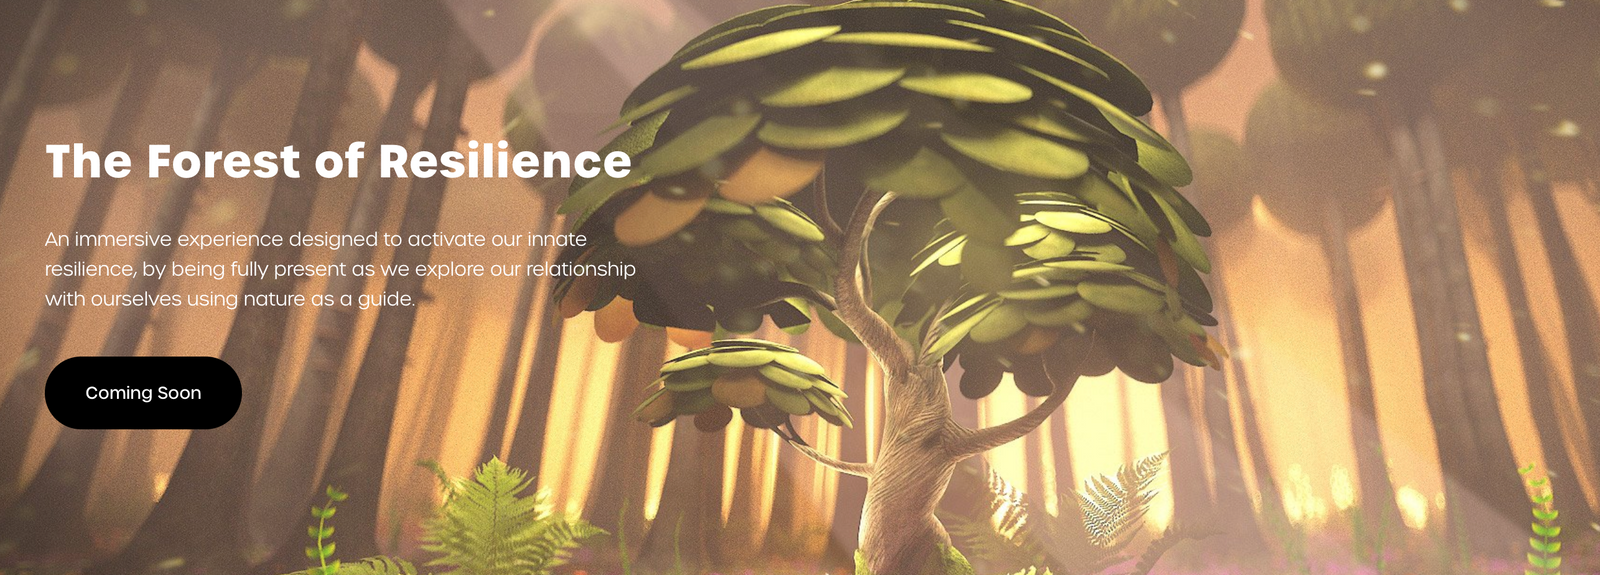 The Forest of Resilience
An immersive experience designed to activate our innate
resilience, by being fully present as we explore our relationship
with ourselves using nature as a guide.
Coming Soon